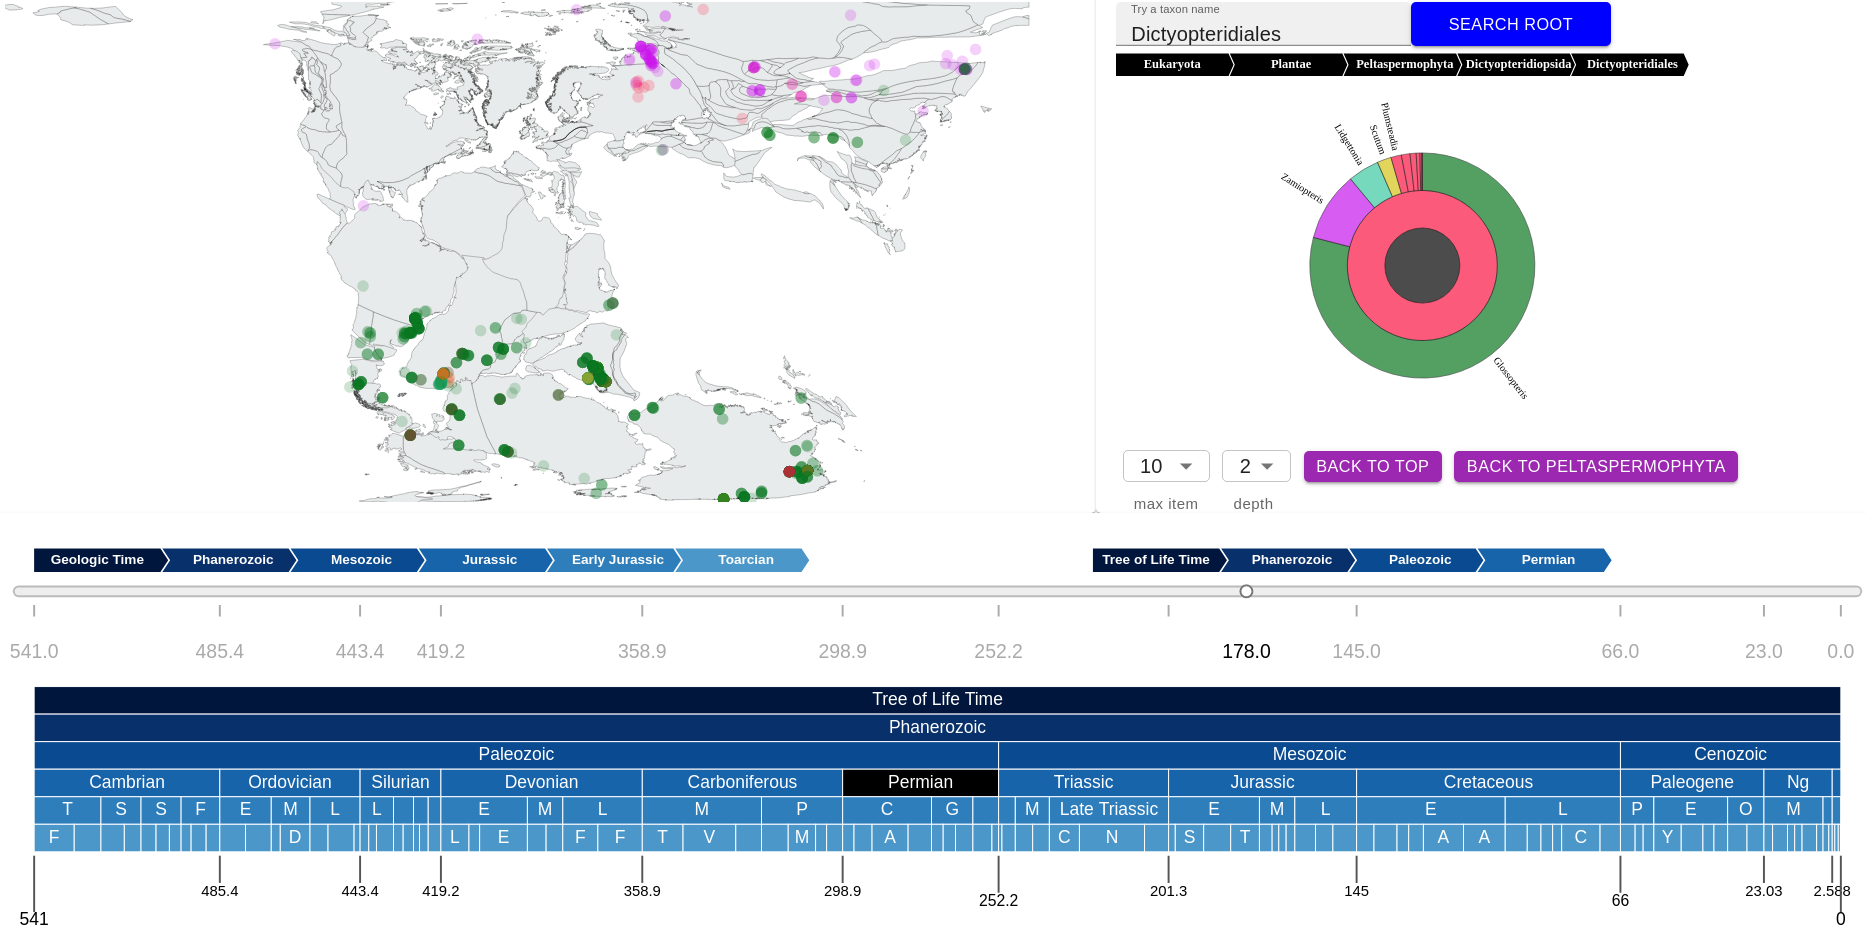 Try a taxon name
Dictyopteridiales
SEARCH ROOT
Eukaryota
Plantae
Peltaspermophyta
Dictyopteridiopsida
Dictyopteridiales
Plumsteadia
Scutum
Lidgettonia
Zamiopteris
Glossopteris
10
2
BACK TO TOP
BACK TO PELTASPERMOPHYTA
max item
depth
Geologic Time
Phanerozoic
Mesozoic
Jurassic
Early Jurassic
Toarcian
Tree of Life Time
Phanerozoic
Paleozoic
Permian
541.0 485.4 443.4 419.2 358.9 298.9 252.2 178.0 145.0 66.0 23.0 0.0
Tree of Life Time
Phanerozoic
Paleozoic Mesozoic Cenozoic
Cambrian Ordovician Silurian Devonian Carboniferous Permian Triassic Jurassic Cretaceous Paleogene Ng
T S S F E M L L E M L M P C G M Late Triassic E M L E L P E O M
F D L E F F T V M A C N S T A A C Y
485.4 443.4 419.2 358.9 298.9 201.3 145 23.03 2.588
252.2 66
541 0